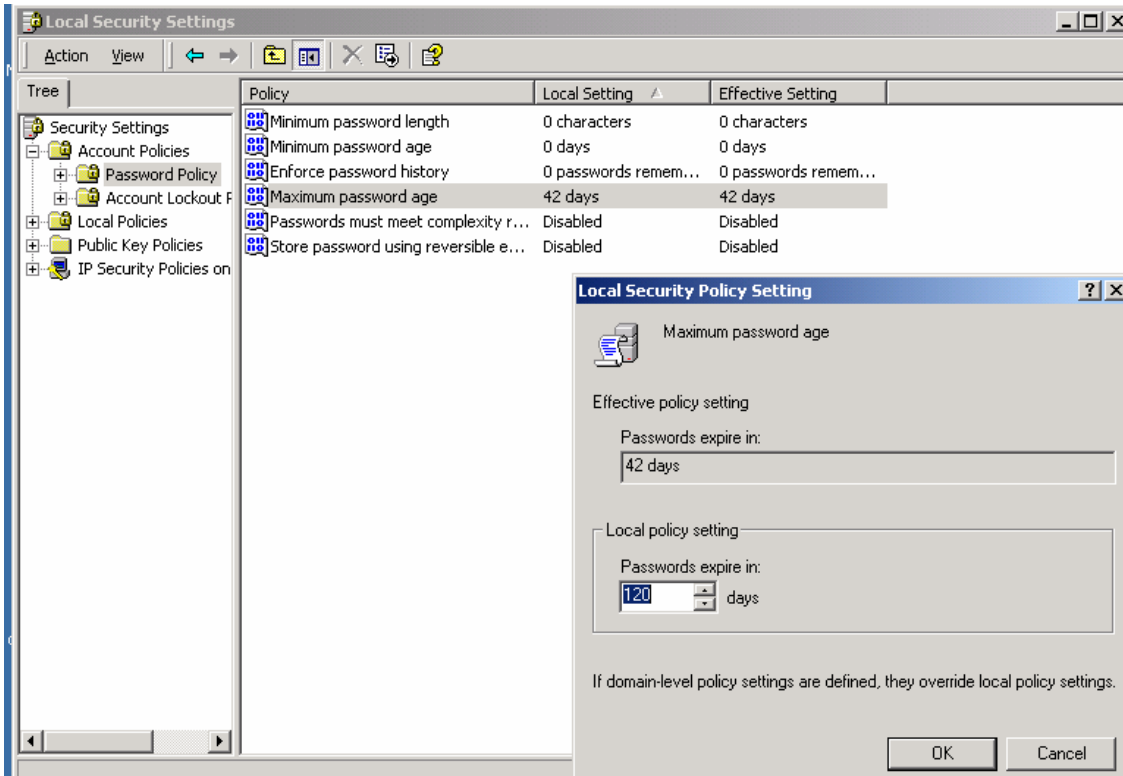 Local Security Settings
Action View
Tree
Policy Local Setting Effective Setting
Security Settings
Account Policies
Password Policy
Account Lockout P
Local Policies
Public Key Policies
IP Security Policies on
Minimum password length 0 characters 0 characters
Minimum password age 0 days 0 days
Enforce password history 0 passwords remem... 0 passwords remem...
Maximum password age 42 days 42 days
Passwords must meet complexity r... Disabled Disabled
Store password using reversible e... Disabled Disabled
Local Security Policy Setting
Maximum password age
Effective policy setting
Passwords expire in:
42 days
Local policy setting
Passwords expire in:
120 days
If domain-level policy settings are defined, they override local policy settings.
OK Cancel